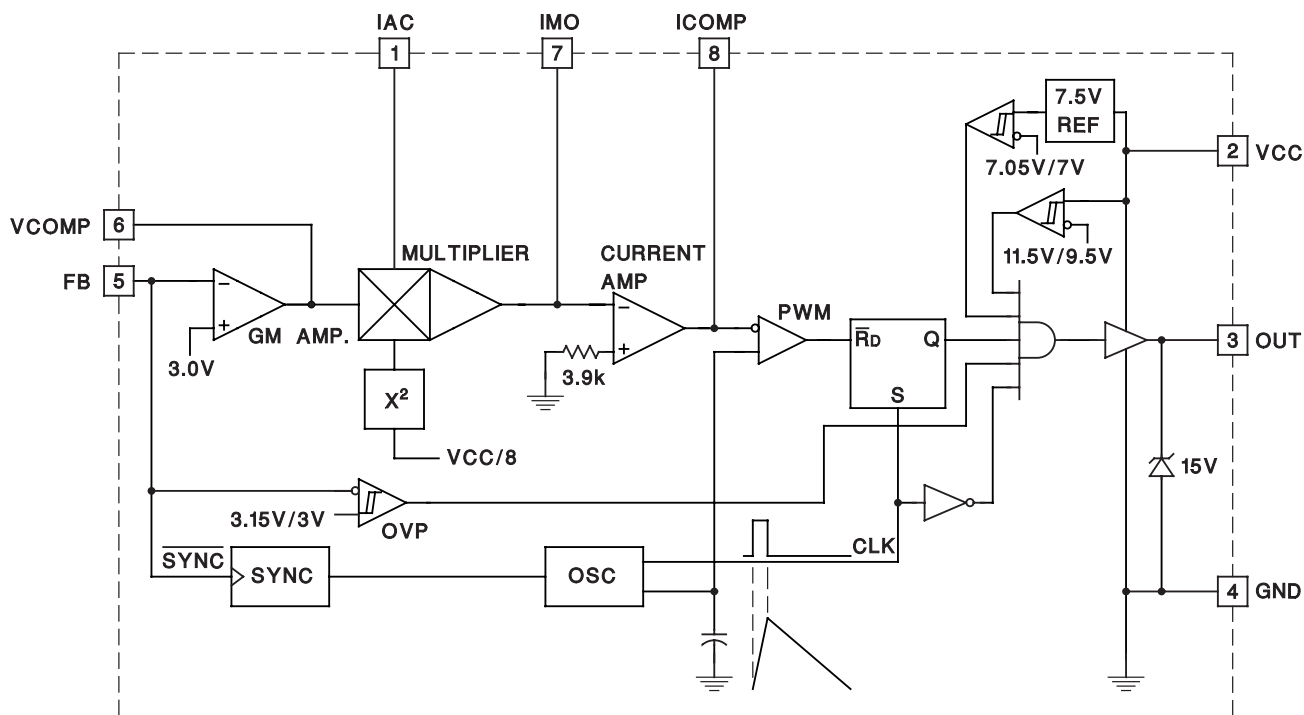 IAC
IMO
ICOMP
1
7
8
7.5V
REF
7.05V/7V
2
VCC
11.5V/9.5V
VCOMP
6
MULTIPLIER
CURRENT
AMP
FB
5
−
+
GM AMP.
3.0V
−
+
3.9k
PWM
R̅D
Q
S
3
OUT
X²
VCC/8
15V
3.15V/3V
OVP
S̅Y̅N̅C̅
SYNC
OSC
CLK
4
GND